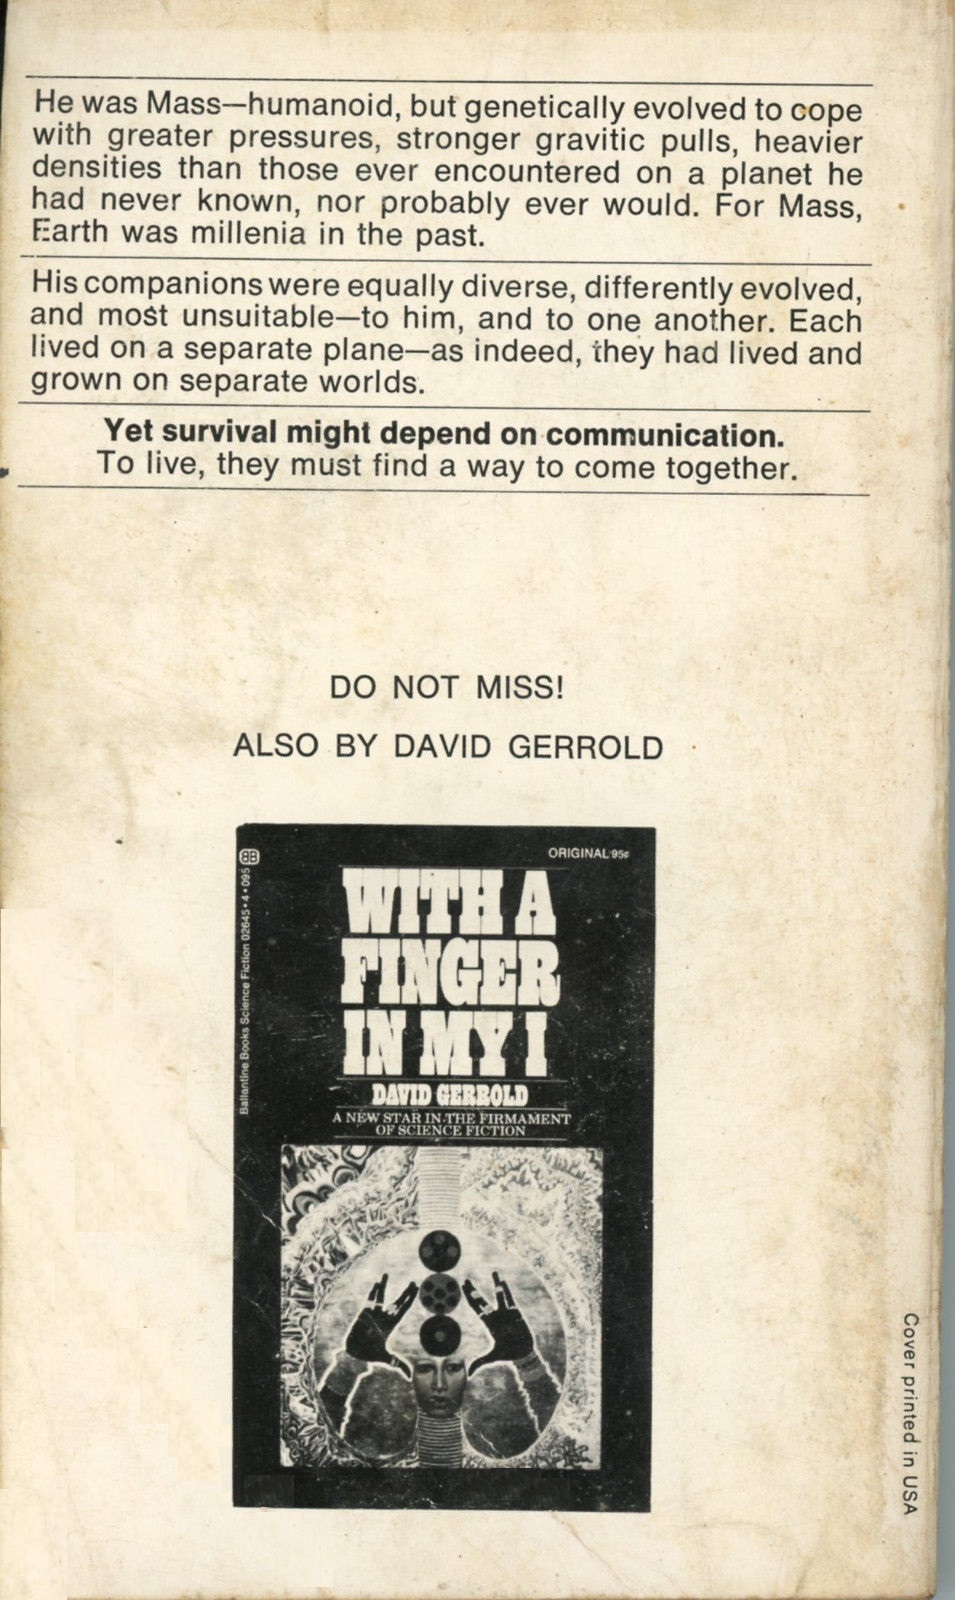 He was Mass—humanoid, but genetically evolved to cope
with greater pressures, stronger gravitic pulls, heavier
densities than those ever encountered on a planet he
had never known, nor probably ever would. For Mass,
Earth was millenia in the past.
His companions were equally diverse, differently evolved,
and most unsuitable—to him, and to one another. Each
lived on a separate plane—as indeed, they had lived and
grown on separate worlds.
Yet survival might depend on communication.
To live, they must find a way to come together.
DO NOT MISS!
ALSO BY DAVID GERROLD
BB
ORIGINAL 95¢
Ballantine Books Science Fiction 02645•4•095
WITH A
FINGER
IN MY I
DAVID GERROLD
A NEW STAR IN THE FIRMAMENT
OF SCIENCE FICTION
Cover printed in USA